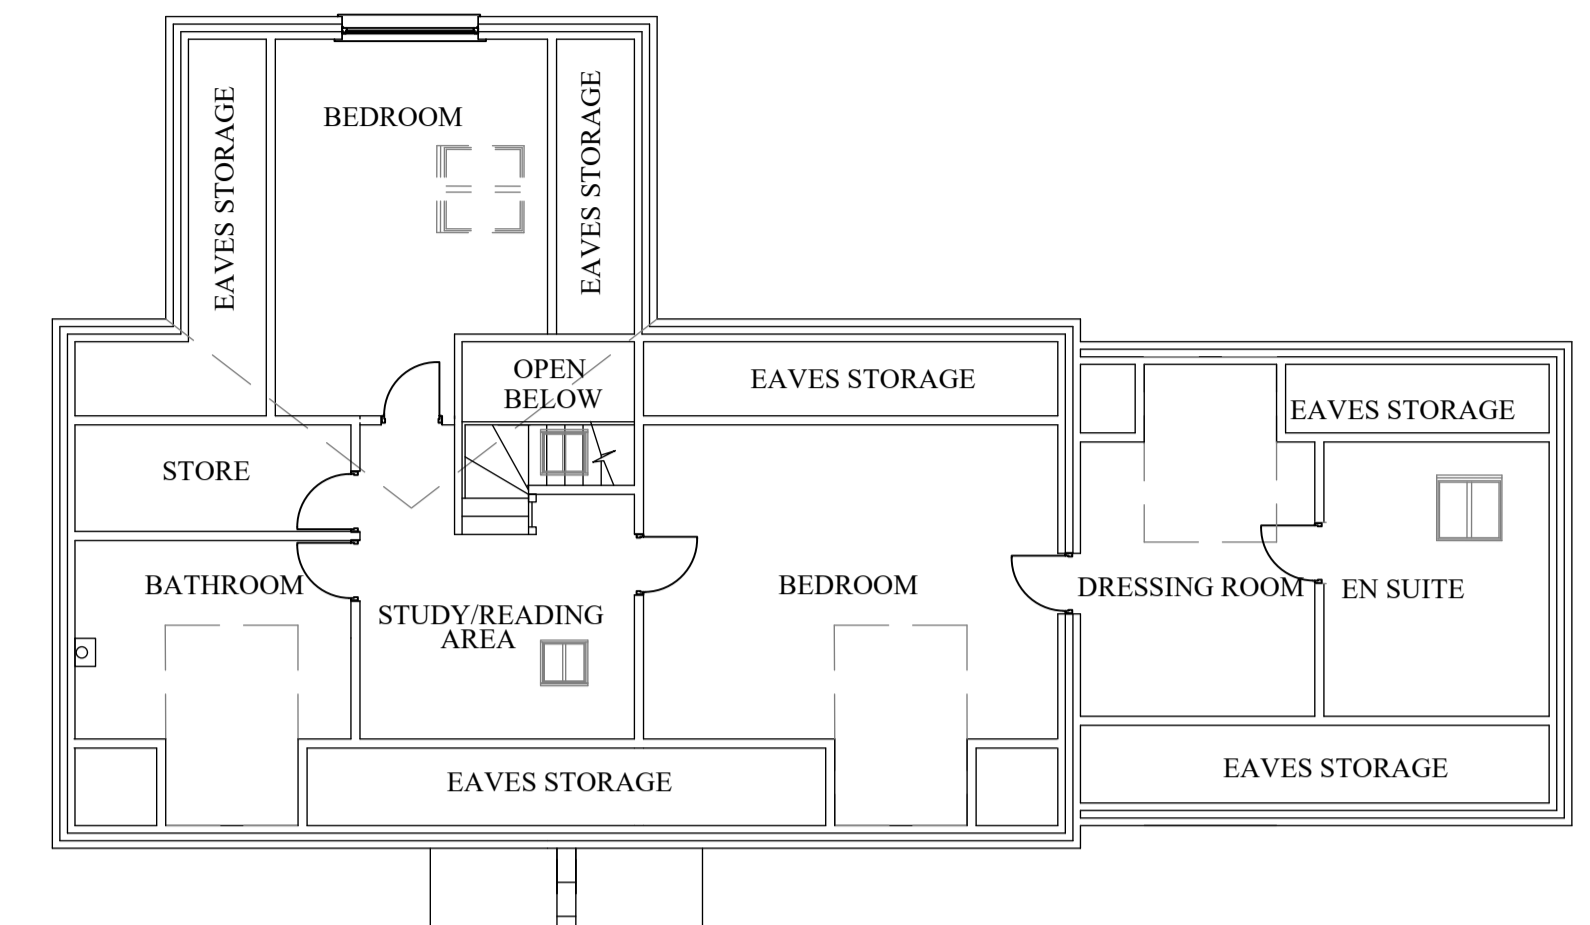 BEDROOM
EAVES STORAGE
EAVES STORAGE
OPEN
BELOW
EAVES STORAGE
EAVES STORAGE
STORE
BATHROOM
STUDY/READING
AREA
BEDROOM
DRESSING ROOM
EN SUITE
EAVES STORAGE
EAVES STORAGE